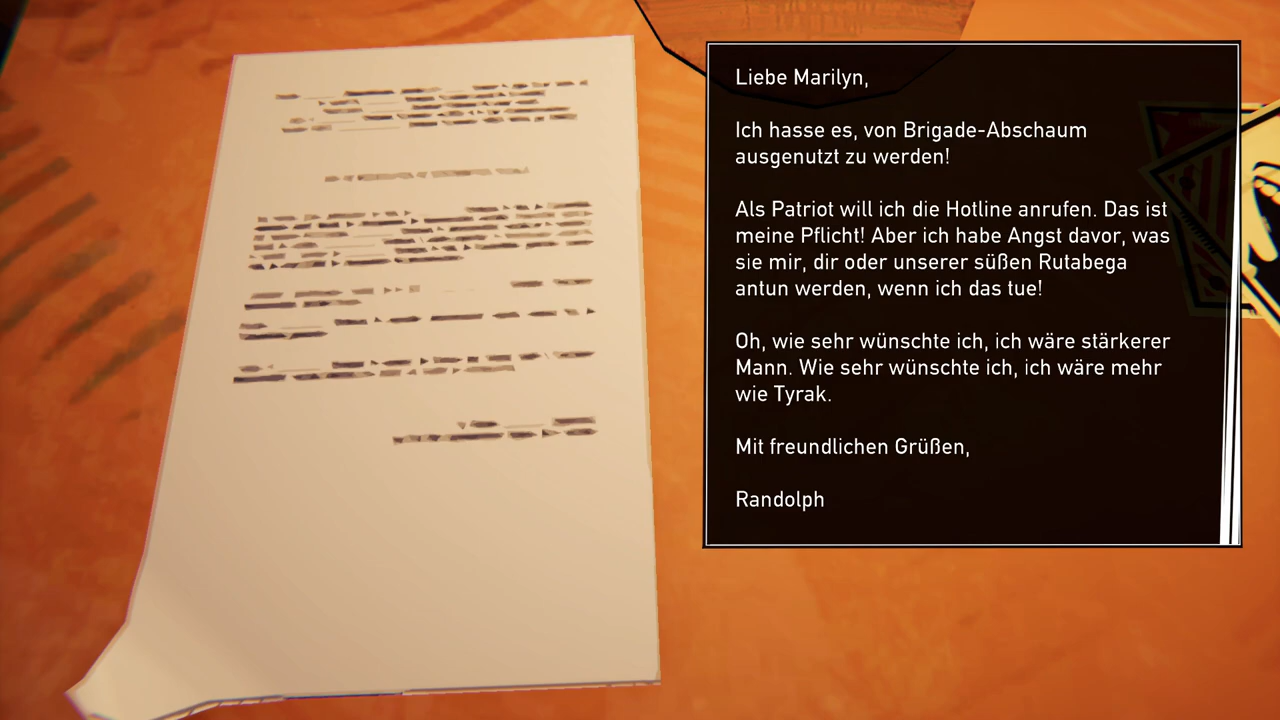 Liebe Marilyn,
Ich hasse es, von Brigade-Abschaum
ausgenutzt zu werden!
Als Patriot will ich die Hotline anrufen. Das ist
meine Pflicht! Aber ich habe Angst davor, was
sie mir, dir oder unserer süßen Rutabega
antun werden, wenn ich das tue!
Oh, wie sehr wünschte ich, ich wäre stärkerer
Mann. Wie sehr wünschte ich, ich wäre mehr
wie Tyrak.
Mit freundlichen Grüßen,
Randolph